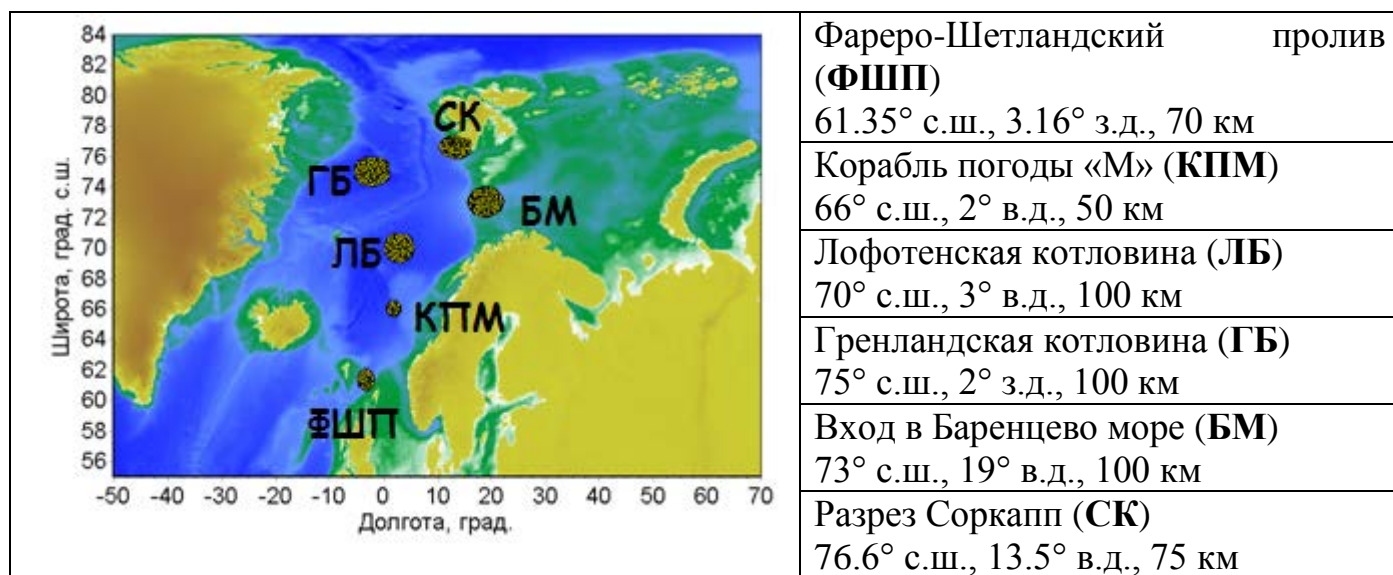 84
82
80
78
76
74
72
70
68
66
64
62
60
58
56
Широта, град. с.ш.
СК
ГБ
БМ
ЛБ
КПМ
ФШП
-50 -40 -30 -20 -10 0 10 20 30 40 50 60 70
Долгота, град.
Фареро-Шетландский пролив
(ФШП)
61.35° с.ш., 3.16° з.д., 70 км
Корабль погоды «М» (КПМ)
66° с.ш., 2° в.д., 50 км
Лофотенская котловина (ЛБ)
70° с.ш., 3° в.д., 100 км
Гренландская котловина (ГБ)
75° с.ш., 2° з.д., 100 км
Вход в Баренцево море (БМ)
73° с.ш., 19° в.д., 100 км
Разрез Соркапп (СК)
76.6° с.ш., 13.5° в.д., 75 км